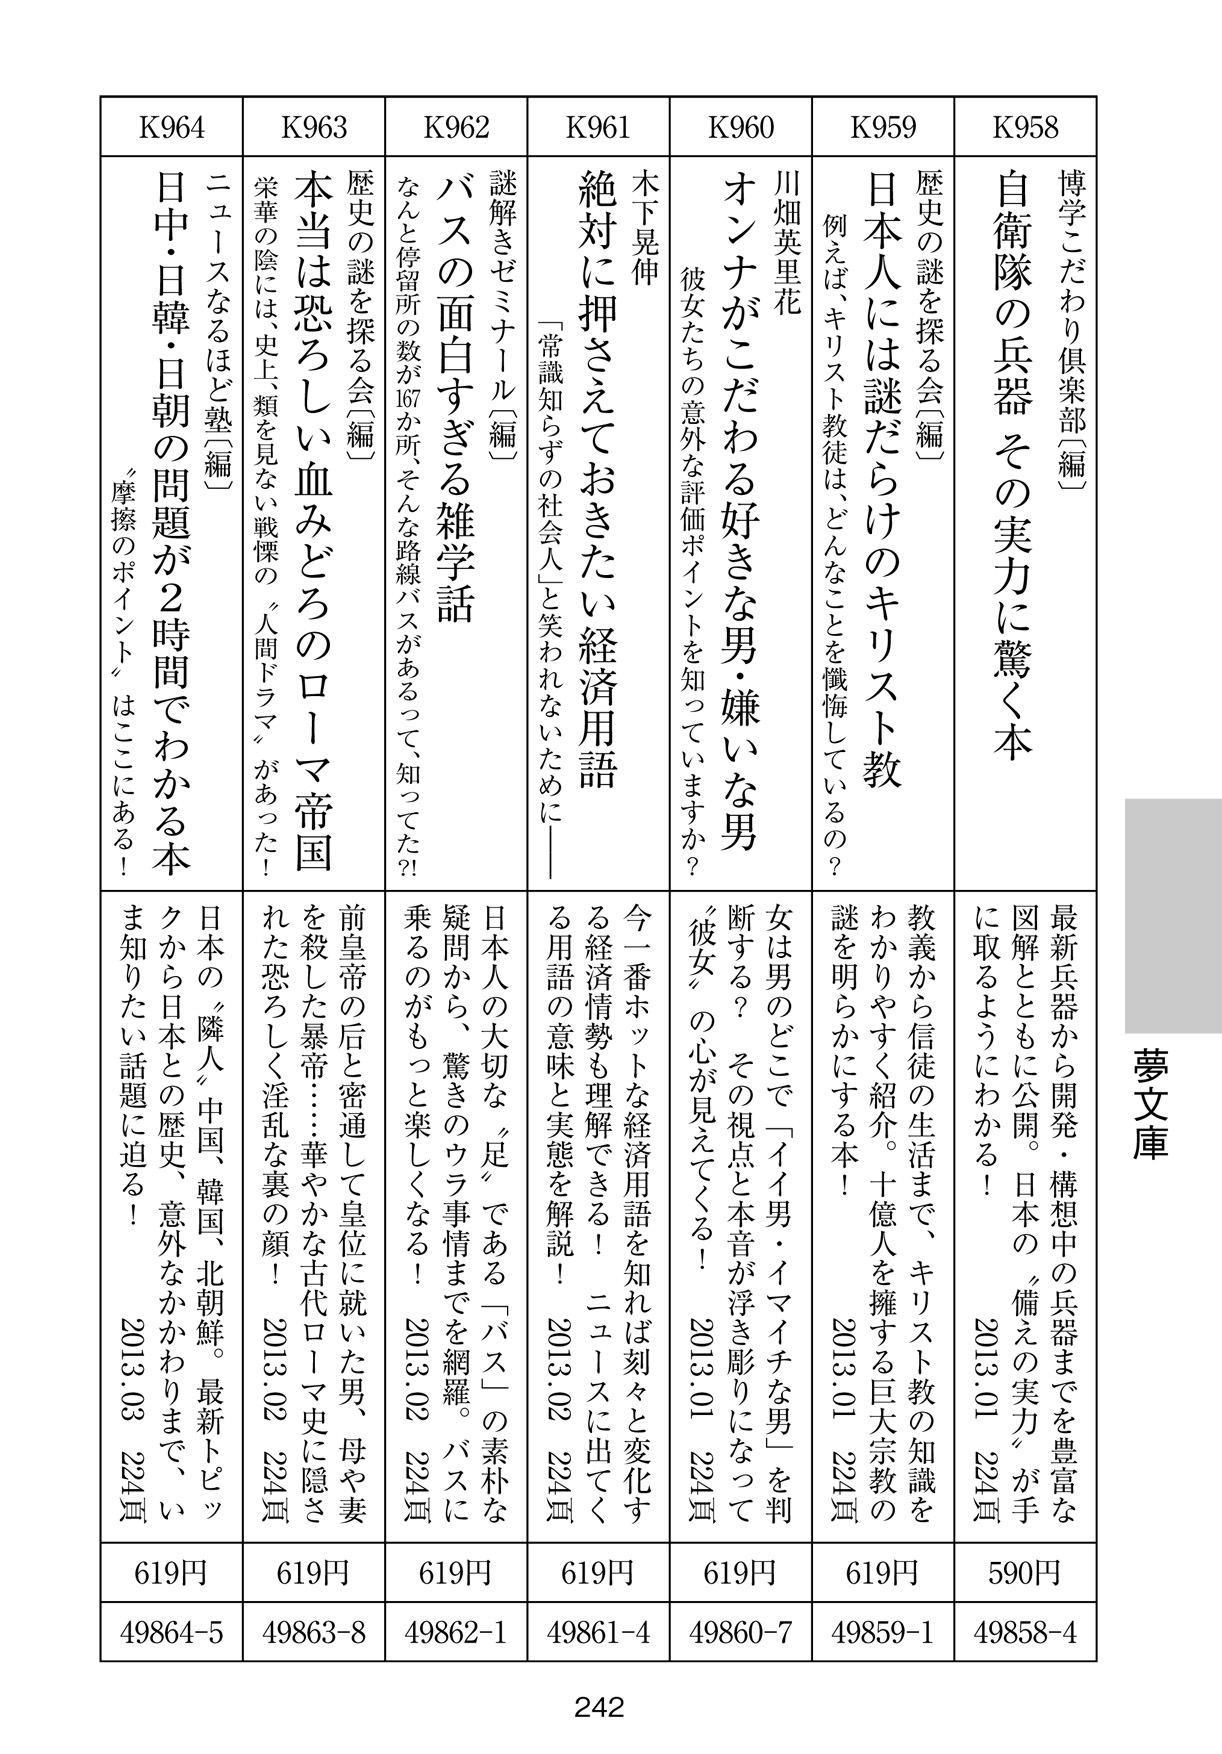 K958
博学こだわり倶楽部〔編〕
自衛隊の兵器 その実力に驚く本
最新兵器から開発・構想中の兵器までを豊富な
図解とともに公開。日本の〝備えの実力〟が手
に取るようにわかる！
2013.01 224頁
590円
49858-4
K959
歴史の謎を探る会〔編〕
日本人には謎だらけのキリスト教
例えば、キリスト教徒は、どんなことを懺悔しているの？
教義から信徒の生活まで、キリスト教の知識を
わかりやすく紹介。十億人を擁する巨大宗教の
謎を明らかにする本！
2013.01 224頁
619円
49859-1
K960
川畑英里花
オンナがこだわる好きな男・嫌いな男
彼女たちの意外な評価ポイントを知っていますか？
女は男のどこで「イイ男・イマイチな男」を判
断する？ その視点と本音が浮き彫りになって
〝彼女〟の心が見えてくる！
2013.01 224頁
619円
49860-7
K961
木下晃伸
絶対に押さえておきたい経済用語
「常識知らずの社会人」と笑われないために――
今一番ホットな経済用語を知れば刻々と変化す
る経済情勢も理解できる！ ニュースに出てく
る用語の意味と実態を解説！
2013.02 224頁
619円
49861-4
K962
謎解きゼミナール〔編〕
バスの面白すぎる雑学話
なんと停留所の数が167か所、そんな路線バスがあるって、知ってた?!
日本人の大切な〝足〟である「バス」の素朴な
疑問から、驚きのウラ事情までを網羅。バスに
乗るのがもっと楽しくなる！
2013.02 224頁
619円
49862-1
K963
歴史の謎を探る会〔編〕
本当は恐ろしい血みどろのローマ帝国
栄華の陰には、史上、類を見ない戦慄の〝人間ドラマ〟があった！
前皇帝の后と密通して皇位に就いた男、母や妻
を殺した暴帝……華やかな古代ローマ史に隠さ
れた恐ろしく淫乱な裏の顔！
2013.02 224頁
619円
49863-8
K964
ニュースなるほど塾〔編〕
日中・日韓・日朝の問題が２時間でわかる本
〝摩擦のポイント〟はここにある！
日本の〝隣人〟中国、韓国、北朝鮮。最新トピッ
クから日本との歴史、意外なかかわりまで、い
ま知りたい話題に迫る！
2013.03 224頁
619円
49864-5
夢文庫
242